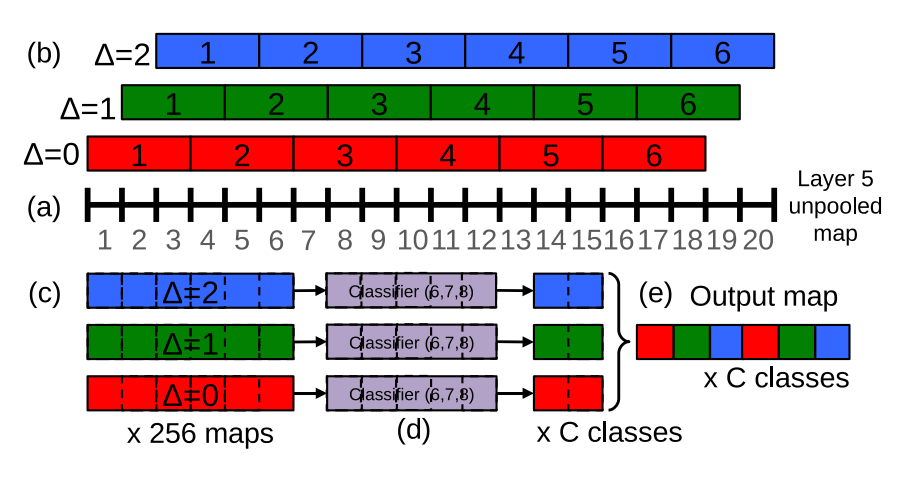 (b) Δ=2 1 2 3 4 5 6
Δ=1 1 2 3 4 5 6
Δ=0 1 2 3 4 5 6
(a)
Layer 5
unpooled
map
1 2 3 4 5 6 7 8 9 10 11 12 13 14 15 16 17 18 19 20
(c) Δ=2 Classifier (6,7,8)
Δ=1 Classifier (6,7,8)
Δ=0 Classifier (6,7,8)
x 256 maps
(d)
x C classes
(e) Output map
x C classes